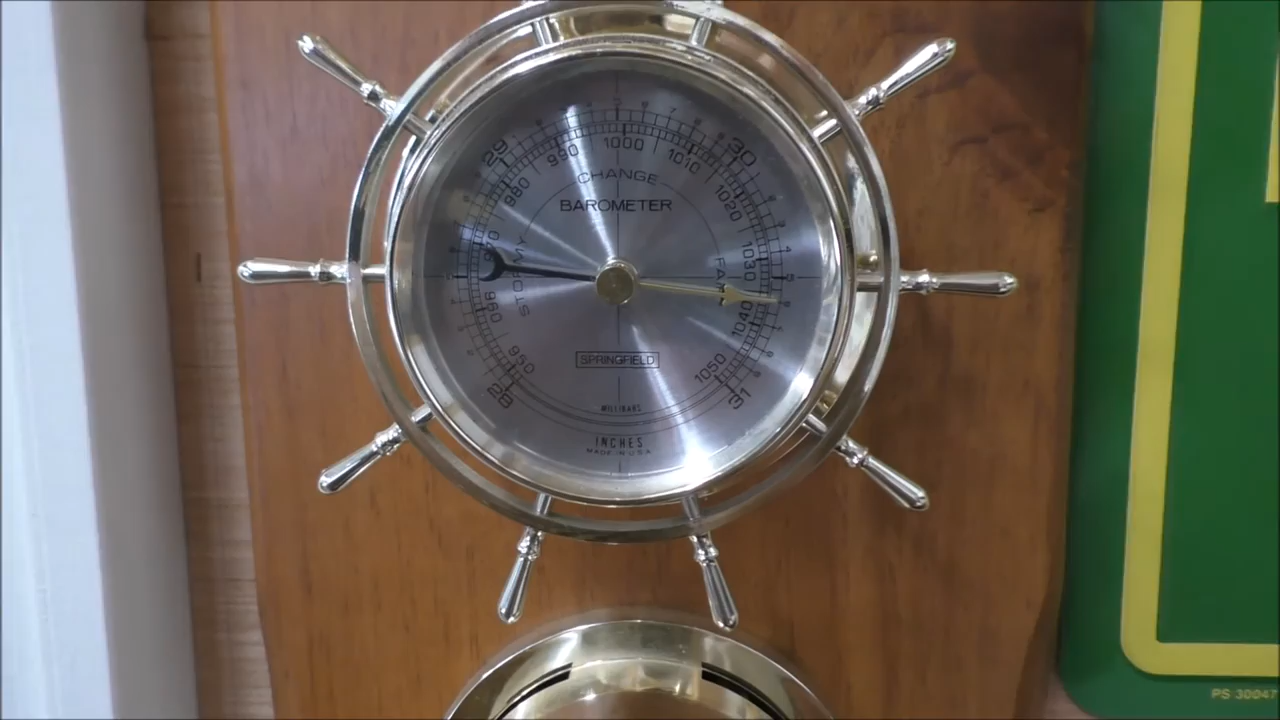 29
30
990
1000
1010
980
1020
970
1030
960
1040
950
1050
28
31
CHANGE
BAROMETER
STORMY
FAIR
SPRINGFIELD
MILLIBARS
INCHES
MADE IN U.S.A.
PS 30047